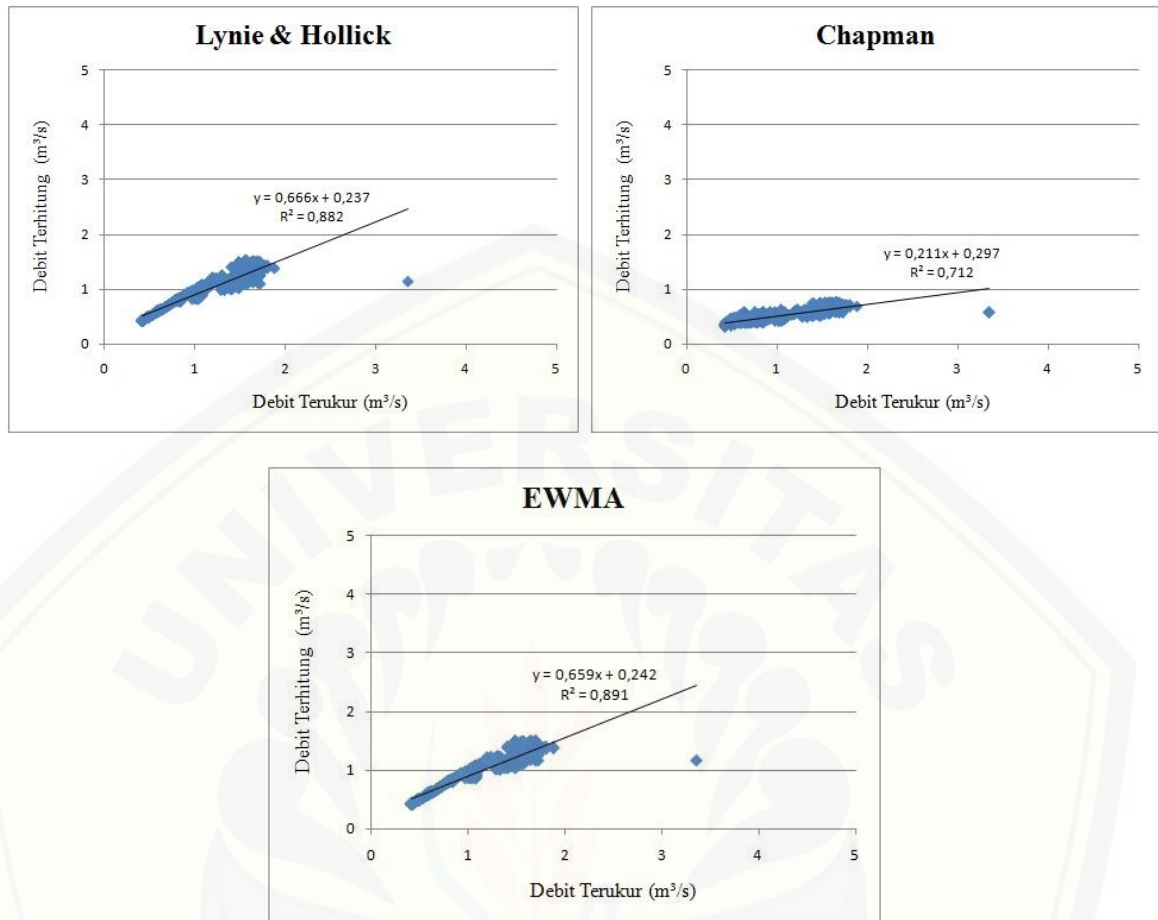 Lynie & Hollick
5
4
3
2
1
0
Debit Terhitung (m³/s)
y = 0,666x + 0,237
R² = 0,882
0 1 2 3 4 5
Debit Terukur (m³/s)
Chapman
5
4
3
2
1
0
Debit Terhitung (m³/s)
y = 0,211x + 0,297
R² = 0,712
0 1 2 3 4 5
Debit Terukur (m³/s)
EWMA
5
4
3
2
1
0
Debit Terhitung (m³/s)
y = 0,659x + 0,242
R² = 0,891
0 1 2 3 4 5
Debit Terukur (m³/s)
UNIVERSITAS